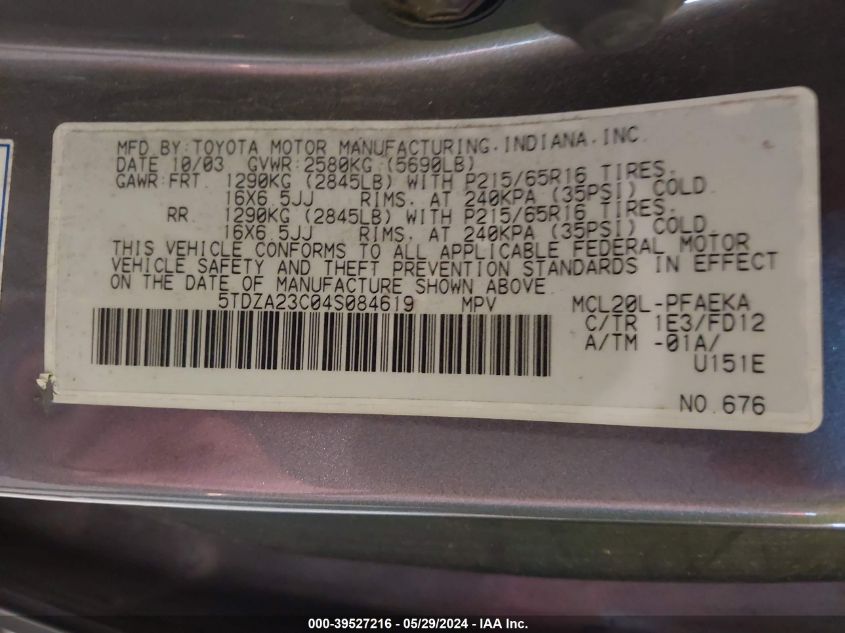 MFD.BY:TOYOTA MOTOR MANUFACTURING.INDIANA.INC.
DATE 10/03 GVWR:2580KG (5690LB)
GAWR:FRT. 1290KG (2845LB) WITH P215/65R16 TIRES.
16X6.5JJ RIMS. AT 240KPA (35PSI) COLD.
RR. 1290KG (2845LB) WITH P215/65R16 TIRES.
16X6.5JJ RIMS. AT 240KPA (35PSI) COLD.
THIS VEHICLE CONFORMS TO ALL APPLICABLE FEDERAL MOTOR
VEHICLE SAFETY AND THEFT PREVENTION STANDARDS IN EFFECT
ON THE DATE OF MANUFACTURE SHOWN ABOVE.
5TDZA23C04S084619 MPV MCL20L-PFAEKA
C/TR 1E3/FD12
A/TM -01A/
U151E
NO.676
000-39527216 - 05/29/2024 - IAA Inc.